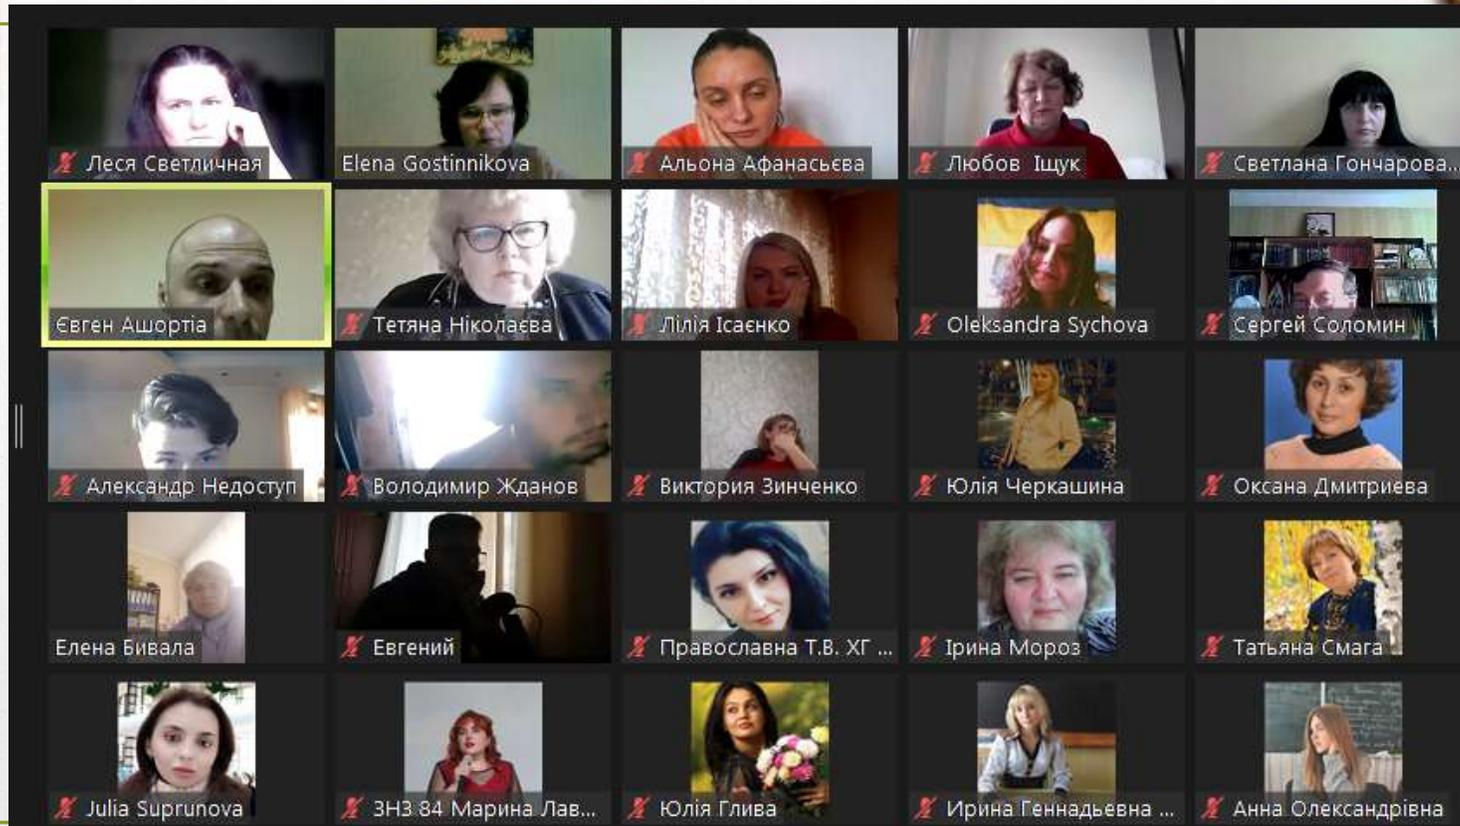 Леся Светличная
Elena Gostinnikova
Альона Афанасьєва
Любов Іщук
Светлана Гончарова...
Євген Ашортіа
Тетяна Ніколаєва
Лілія Ісаєнко
Oleksandra Sychova
Сергей Соломин
Александр Недоступ
Володимир Жданов
Виктория Зинченко
Юлія Черкашина
Оксана Дмитриева
Елена Бивала
Евгений
Православна Т.В. ХГ ...
Ірина Мороз
Татьяна Смага
Julia Suprunova
ЗНЗ 84 Марина Лав...
Юлія Глива
Ирина Геннадьевна ...
Анна Олександрівна